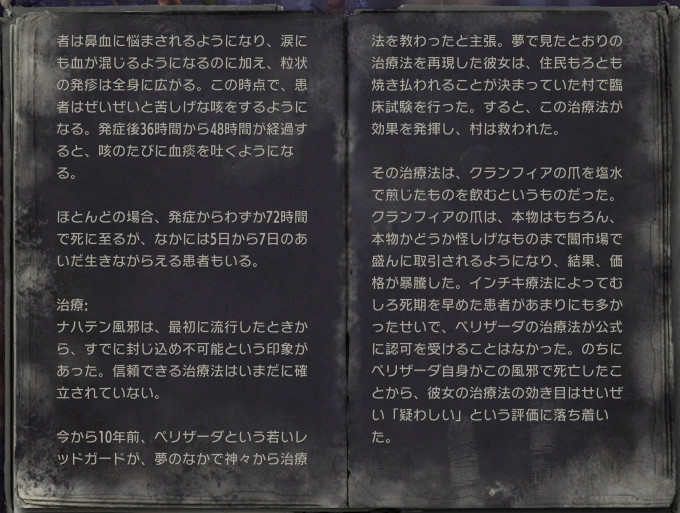 者は鼻血に悩まされるようになり、涙に
も血が混じるようになるのに加え、粒状
の発疹は全身に広がる。この時点で、患
者はぜいぜいと苦しげな咳をするように
なる。発症後36時間から48時間が経過す
ると、咳のたびに血痰を吐くようにな
る。
ほとんどの場合、発症からわずか72時間
で死に至るが、なかには5日から7日のあ
いだ生きながらえる患者もいる。
治療:
ナハテン風邪は、最初に流行したときか
ら、すでに封じ込め不可能という印象が
あった。信頼できる治療法はいまだに確
立されていない。
今から10年前、ペリザーダという若いレ
ッドガードが、夢のなかで神々から治療
法を教わったと主張。夢で見たとおりの
治療法を再現した彼女は、住民もろとも
焼き払われることが決まっていた村で臨
床試験を行った。すると、この治療法が
効果を発揮し、村は救われた。
その治療法は、クランフィアの爪を塩水
で煎じたものを飲むというものだった。
クランフィアの爪は、本物はもちろん、
本物かどうか怪しげなものまで闇市場で
盛んに取引されるようになり、結果、価
格が暴騰した。インチキ療法によってむ
しろ死期を早めた患者があまりにも多か
ったせいで、ペリザーダの治療法が公式
に認可を受けることはなかった。のちに
ペリザーダ自身がこの風邪で死亡したこ
とから、彼女の治療法の効き目はせいぜ
い「疑わしい」という評価に落ち着い
た。